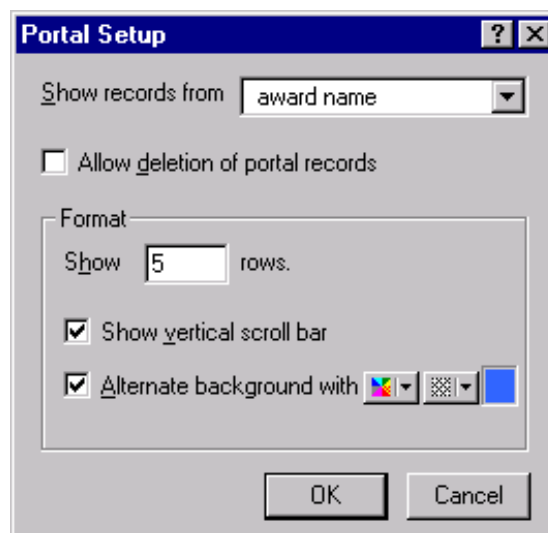 Portal Setup
Show records from award name
Allow deletion of portal records
Format
Show 5 rows.
Show vertical scroll bar
Alternate background with
OK Cancel